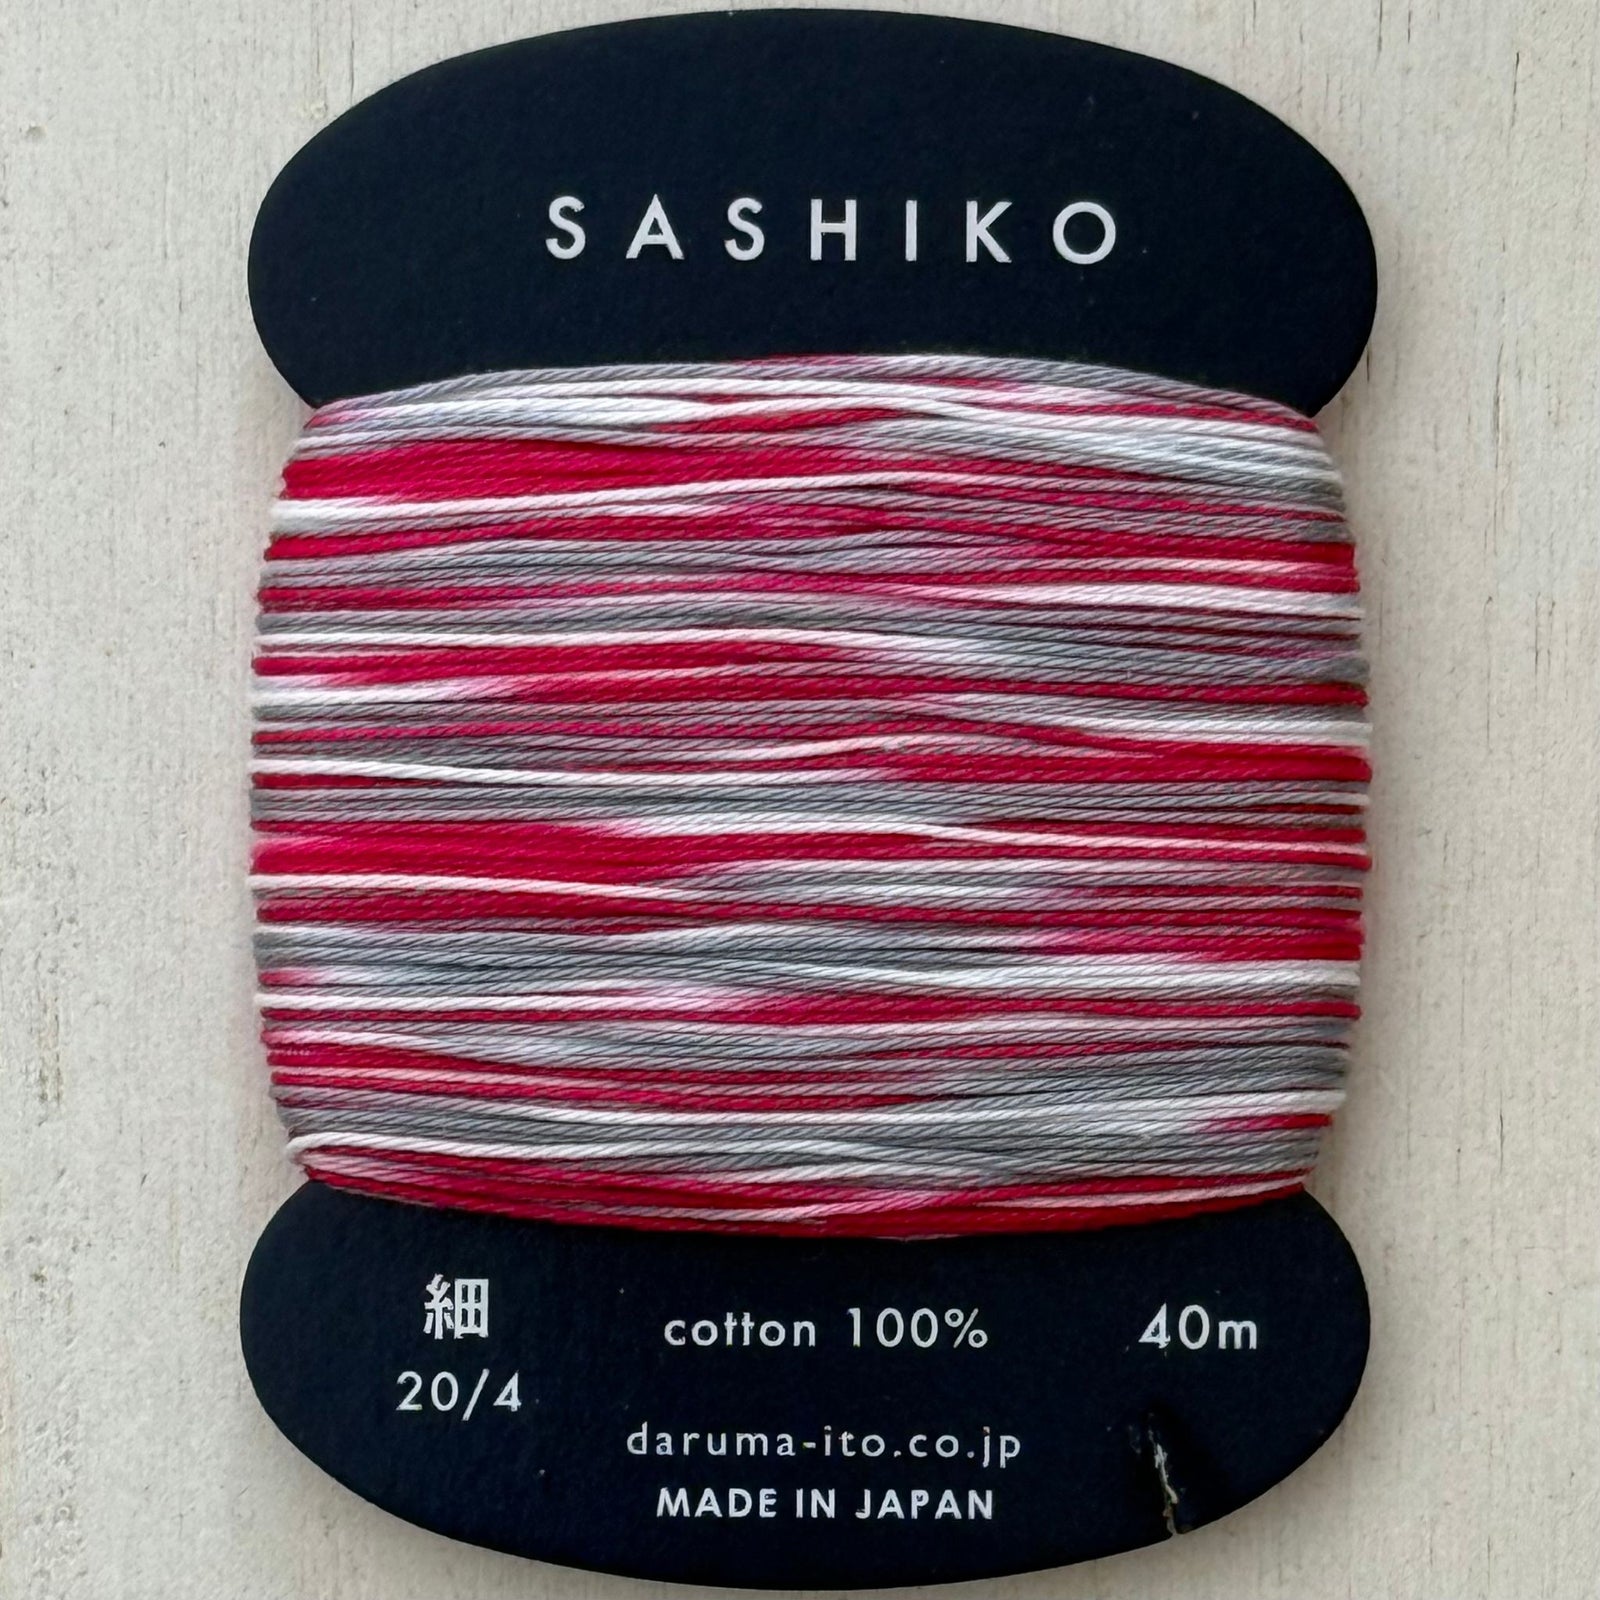 SASHIKO
細
20/4
cotton 100%
40m
daruma-ito.co.jp
MADE IN JAPAN